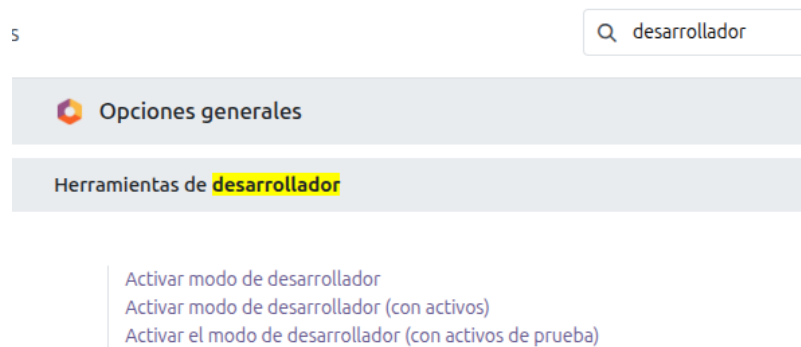 s
desarrollador
Opciones generales
Herramientas de desarrollador
Activar modo de desarrollador
Activar modo de desarrollador (con activos)
Activar el modo de desarrollador (con activos de prueba)